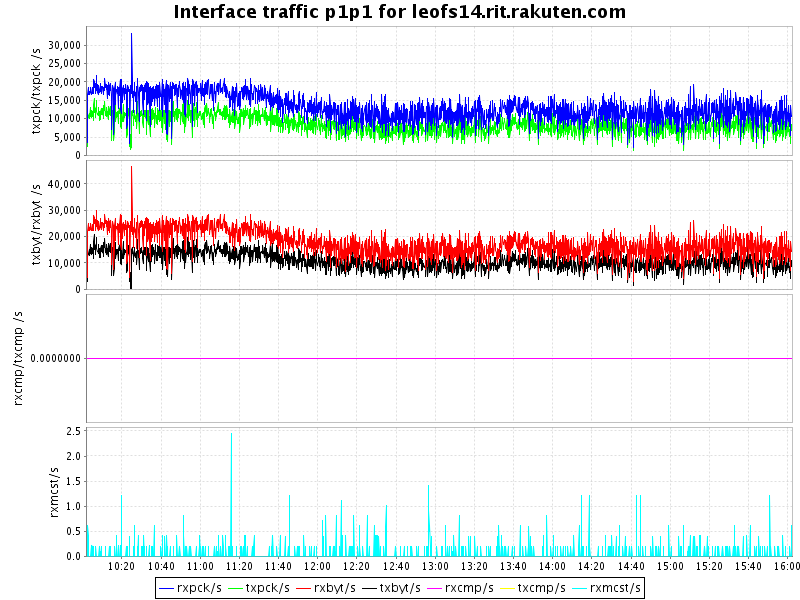 Interface traffic p1p1 for leofs14.rit.rakuten.com
txpck/txpck /s
30,000
25,000
20,000
15,000
10,000
5,000
0
txbyt/rxbyt /s
40,000
30,000
20,000
10,000
0
rxcmp/txcmp /s
0.0000000
rxmcst/s
2.5
2.0
1.5
1.0
0.5
0.0
10:20 10:40 11:00 11:20 11:40 12:00 12:20 12:40 13:00 13:20 13:40 14:00 14:20 14:40 15:00 15:20 15:40 16:00
rxpck/s txpck/s rxbyt/s txbyt/s rxcmp/s txcmp/s rxmcst/s